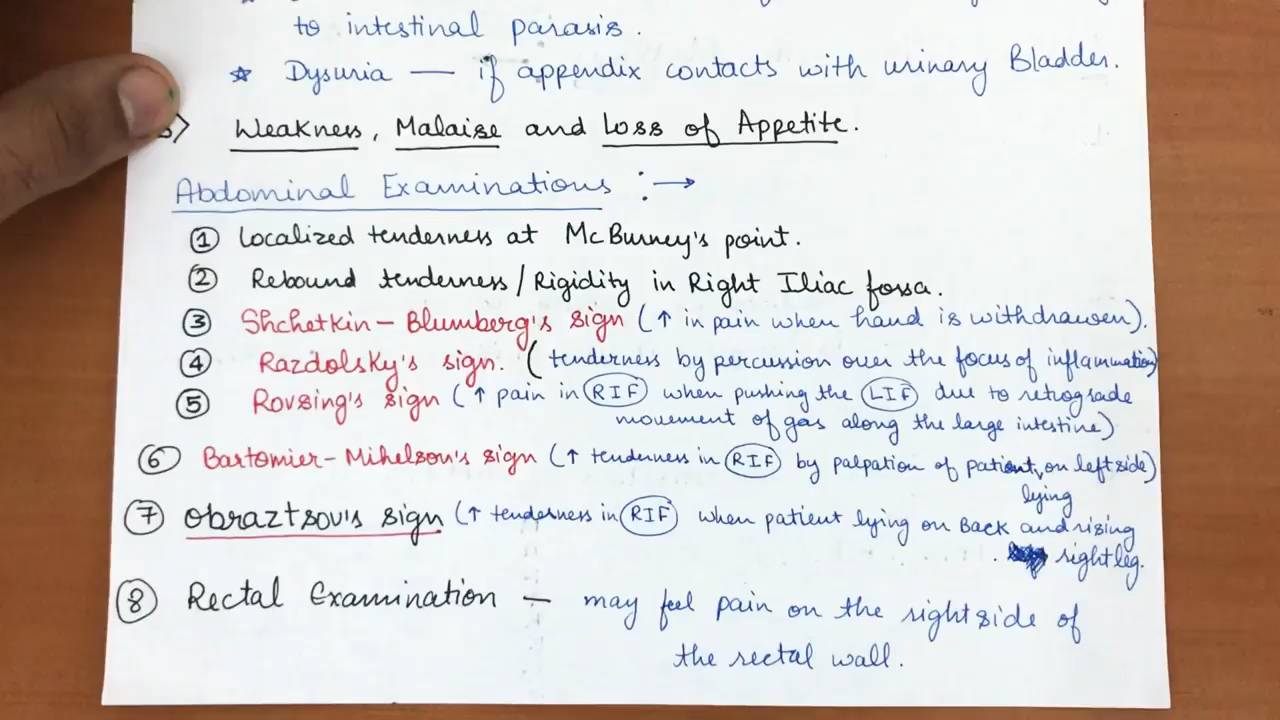 to intestinal parasis.
☆ Dysuria — if appendix contacts with urinary Bladder.
> Weakness, Malaise and Loss of Appetite.
Abdominal Examinations :→
① Localized tenderness at McBurney's point.
② Rebound tenderness/Rigidity in Right Iliac fossa.
③ Shchetkin-Blumberg's sign (↑ in pain when hand is withdrawen).
④ Razdolsky's sign. (tenderness by percussion over the focus of inflammation)
⑤ Rovsing's sign (↑ pain in RIF when pushing the LIF due to retrograde
movement of gas along the large intestine)
⑥ Bartomier-Mihelson's sign (↑ tenderness in RIF by palpation of patient, on left side)
lying
⑦ Obraztsov's sign (↑ tenderness in RIF when patient lying on Back and rising
right leg.
⑧ Rectal Examination — may feel pain on the right side of
the rectal wall.